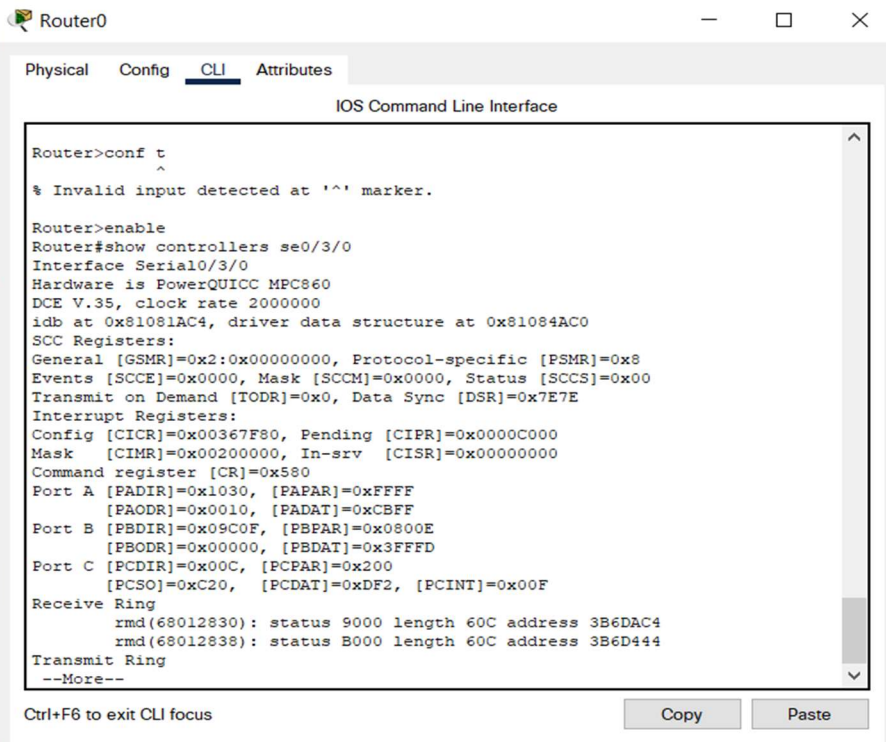 Router0
Physical Config CLI Attributes
IOS Command Line Interface
Router>conf t
^
% Invalid input detected at '^' marker.
Router>enable
Router#show controllers se0/3/0
Interface Serial0/3/0
Hardware is PowerQUICC MPC860
DCE V.35, clock rate 2000000
idb at 0x81081AC4, driver data structure at 0x81084AC0
SCC Registers:
General [GSMR]=0x2:0x00000000, Protocol-specific [PSMR]=0x8
Events [SCCE]=0x0000, Mask [SCCM]=0x0000, Status [SCCS]=0x00
Transmit on Demand [TODR]=0x0, Data Sync [DSR]=0x7E7E
Interrupt Registers:
Config [CICR]=0x00367F80, Pending [CIPR]=0x0000C000
Mask   [CIMR]=0x00200000, In-srv  [CISR]=0x00000000
Command register [CR]=0x580
Port A [PADIR]=0x1030, [PAPAR]=0xFFFF
       [PAODR]=0x0010, [PADAT]=0xCBFF
Port B [PBDIR]=0x09C0F, [PBPAR]=0x0800E
       [PBODR]=0x00000, [PBDAT]=0x3FFFD
Port C [PCDIR]=0x00C, [PCPAR]=0x200
       [PCSO]=0xC20,  [PCDAT]=0xDF2, [PCINT]=0x00F
Receive Ring
        rmd(68012830): status 9000 length 60C address 3B6DAC4
        rmd(68012838): status B000 length 60C address 3B6D444
Transmit Ring
 --More--
Ctrl+F6 to exit CLI focus
Copy Paste